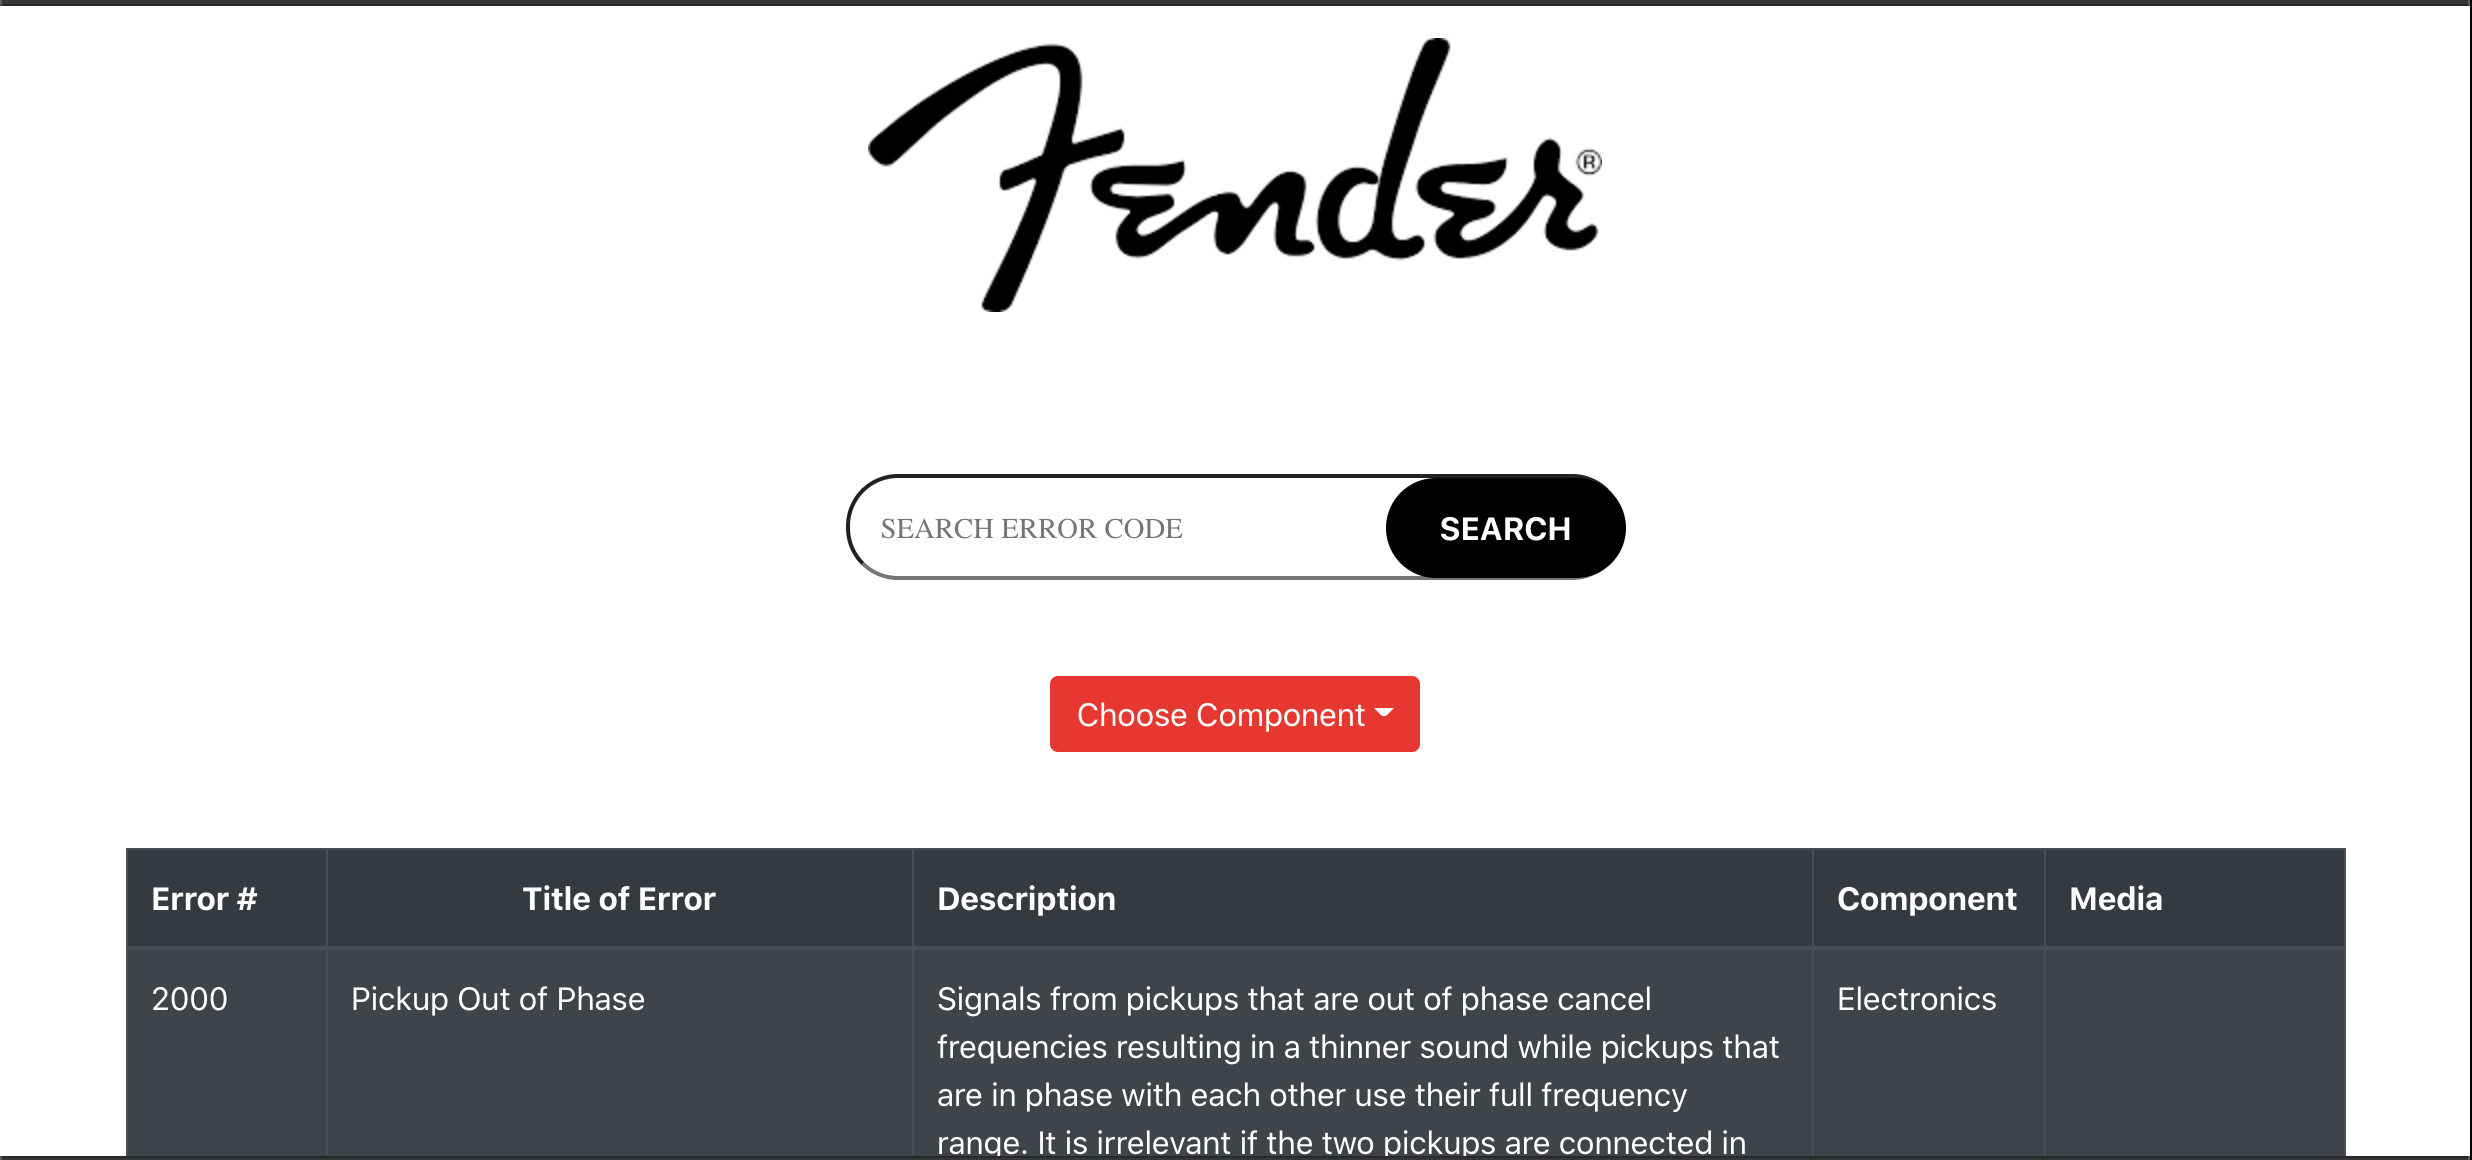 Fender®
SEARCH ERROR CODE
SEARCH
Choose Component
Error # Title of Error Description Component Media
2000 Pickup Out of Phase Signals from pickups that are out of phase cancel Electronics
frequencies resulting in a thinner sound while pickups that
are in phase with each other use their full frequency
range. It is irrelevant if the two pickups are connected in